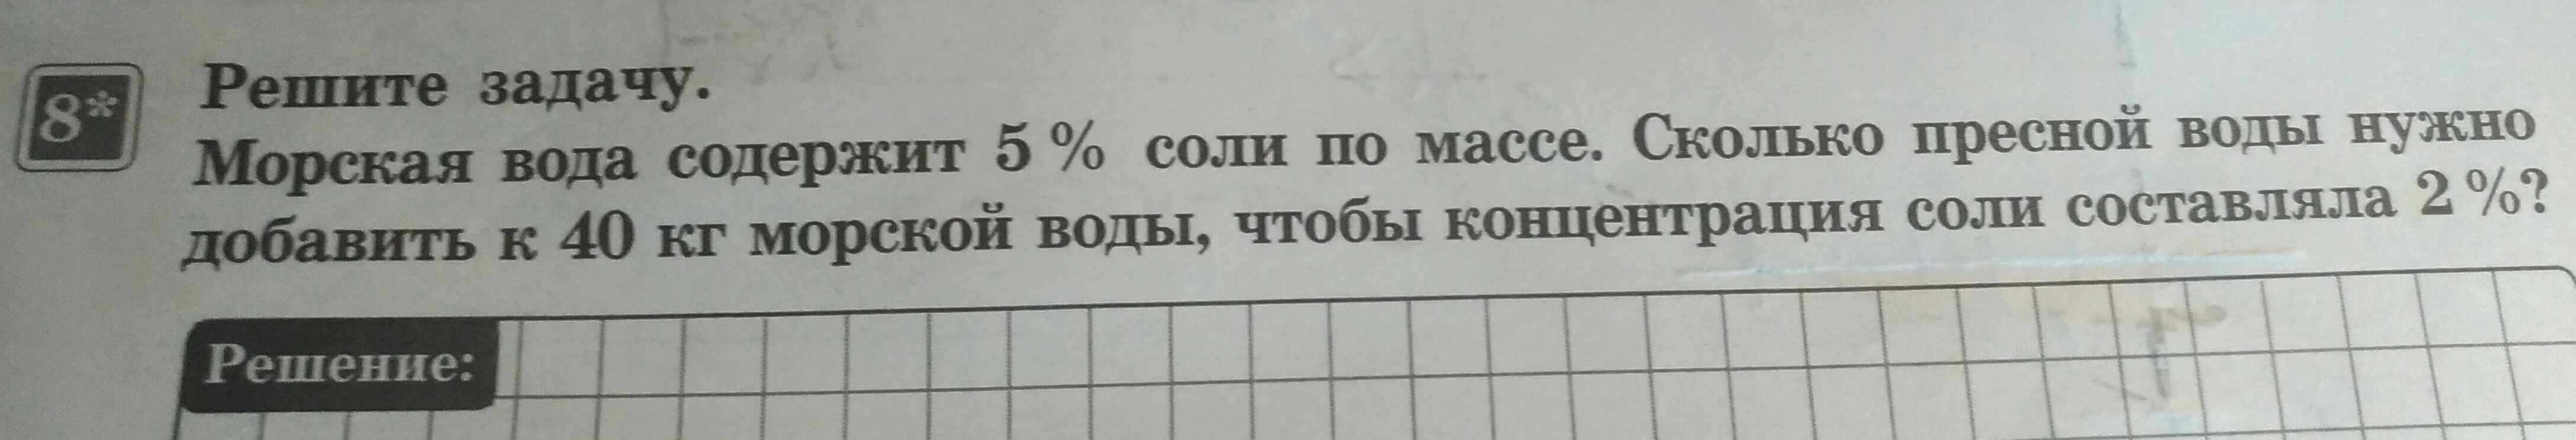 8*
Решите задачу.
Морская вода содержит 5 % соли по массе. Сколько пресной воды нужно
добавить к 40 кг морской воды, чтобы концентрация соли составляла 2 %?
Решение: